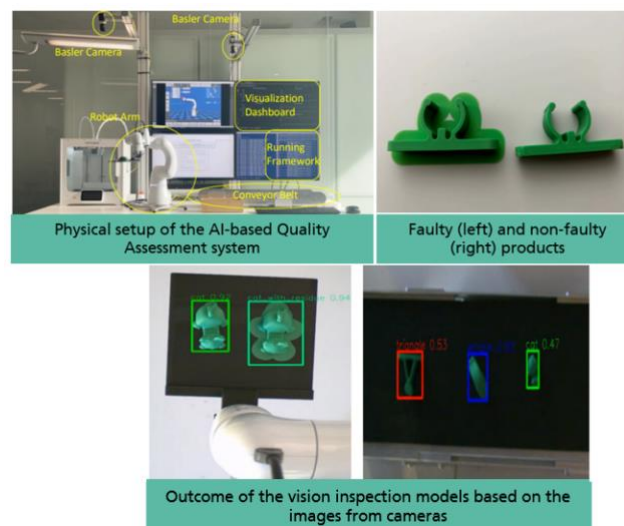 Basler Camera
Basler Camera
Visualization
Dashboard
Robot Arm
Running
Framework
Conveyor Belt
Physical setup of the AI-based Quality
Assessment system
Faulty (left) and non-faulty
(right) products
cat with residue 0.94
triangle 0.53
cat 0.47
Outcome of the vision inspection models based on the
images from cameras